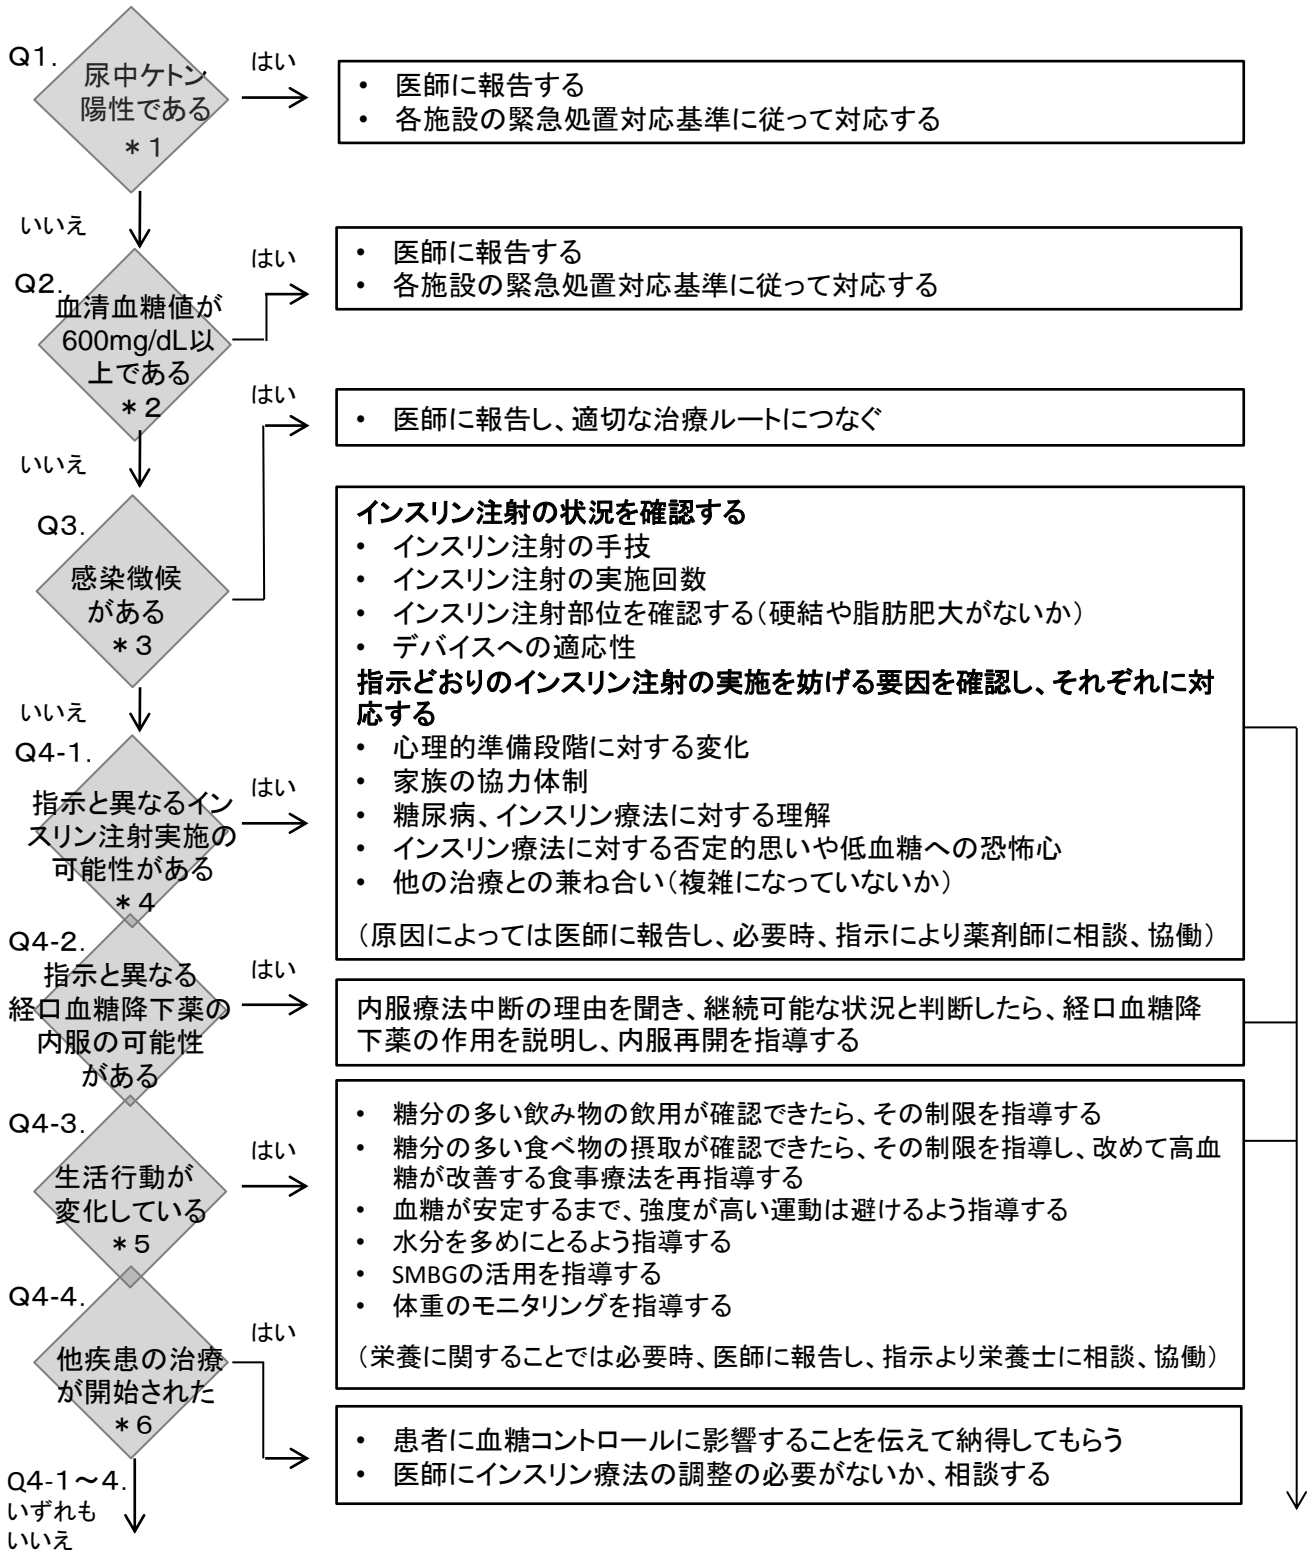 Q1.
尿中ケトン
陽性である
＊1
はい
• 医師に報告する
• 各施設の緊急処置対応基準に従って対応する
いいえ
Q2.
血清血糖値が
600mg/dL以
上である
＊2
はい
• 医師に報告する
• 各施設の緊急処置対応基準に従って対応する
いいえ
Q3.
感染徴候
がある
＊3
はい
• 医師に報告し、適切な治療ルートにつなぐ
いいえ
Q4-1.
指示と異なるイン
スリン注射実施の
可能性がある
＊4
はい
インスリン注射の状況を確認する
• インスリン注射の手技
• インスリン注射の実施回数
• インスリン注射部位を確認する（硬結や脂肪肥大がないか）
• デバイスへの適応性
指示どおりのインスリン注射の実施を妨げる要因を確認し、それぞれに対
応する
• 心理的準備段階に対する変化
• 家族の協力体制
• 糖尿病、インスリン療法に対する理解
• インスリン療法に対する否定的思いや低血糖への恐怖心
• 他の治療との兼ね合い（複雑になっていないか）
（原因によっては医師に報告し、必要時、指示により薬剤師に相談、協働）
Q4-2.
指示と異なる
経口血糖降下薬の
内服の可能性
がある
はい
内服療法中断の理由を聞き、継続可能な状況と判断したら、経口血糖降
下薬の作用を説明し、内服再開を指導する
Q4-3.
生活行動が
変化している
＊5
はい
• 糖分の多い飲み物の飲用が確認できたら、その制限を指導する
• 糖分の多い食べ物の摂取が確認できたら、その制限を指導し、改めて高血
糖が改善する食事療法を再指導する
• 血糖が安定するまで、強度が高い運動は避けるよう指導する
• 水分を多めにとるよう指導する
• SMBGの活用を指導する
• 体重のモニタリングを指導する
（栄養に関することでは必要時、医師に報告し、指示より栄養士に相談、協働）
Q4-4.
他疾患の治療
が開始された
＊6
はい
• 患者に血糖コントロールに影響することを伝えて納得してもらう
• 医師にインスリン療法の調整の必要がないか、相談する
Q4-1～4.
いずれも
いいえ